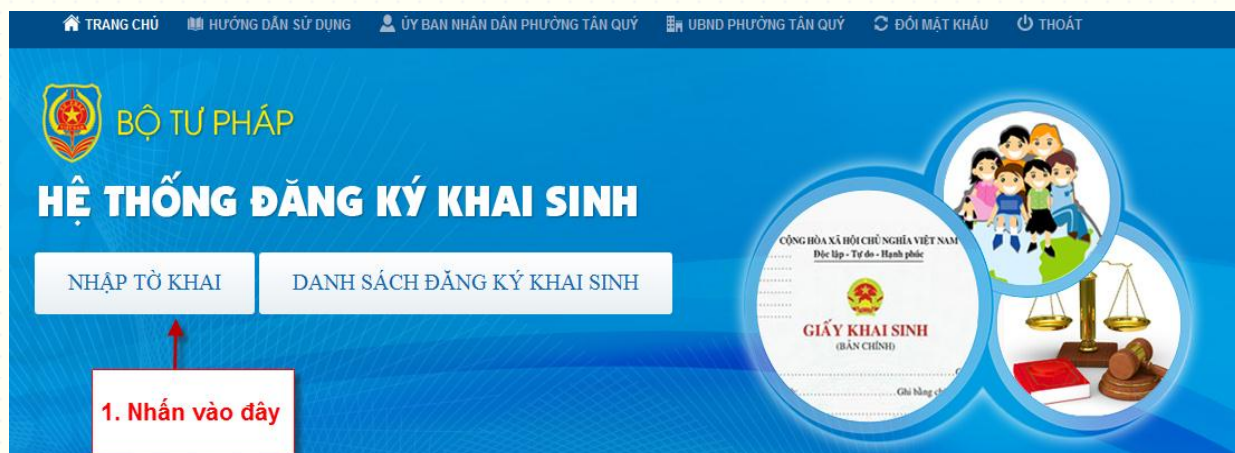 TRANG CHỦ HƯỚNG DẪN SỬ DỤNG ỦY BAN NHÂN DÂN PHƯỜNG TÂN QUÝ UBND PHƯỜNG TÂN QUÝ ĐỔI MẬT KHẨU THOÁT
BỘ TƯ PHÁP
HỆ THỐNG ĐĂNG KÝ KHAI SINH
NHẬP TỜ KHAI DANH SÁCH ĐĂNG KÝ KHAI SINH
1. Nhấn vào đây
CỘNG HÒA XÃ HỘI CHỦ NGHĨA VIỆT NAM
Độc lập - Tự do - Hạnh phúc
GIẤY KHAI SINH
(BẢN CHÍNH)
Ghi bằng